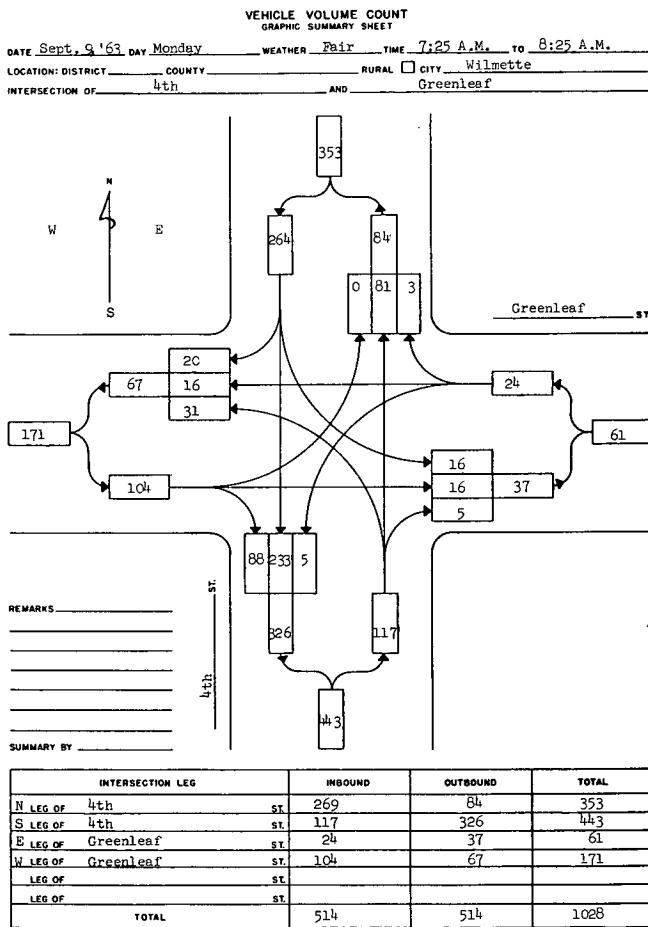 VEHICLE VOLUME COUNT
GRAPHIC SUMMARY SHEET
DATE Sept. 9 '63 DAY Monday WEATHER Fair TIME 7:25 A.M. TO 8:25 A.M.
LOCATION: DISTRICT COUNTY RURAL CITY Wilmette
INTERSECTION OF 4th AND Greenleaf
353
N
W E
S
264
84
0 81 3
Greenleaf ST.
20
67 16
31
24
171
61
104
16
16 37
5
88 233 5
326
117
443
4th ST.
REMARKS
SUMMARY BY
INTERSECTION LEG INBOUND OUTBOUND TOTAL
N LEG OF 4th ST. 269 84 353
S LEG OF 4th ST. 117 326 443
E LEG OF Greenleaf ST. 24 37 61
W LEG OF Greenleaf ST. 104 67 171
LEG OF ST.
LEG OF ST.
TOTAL 514 514 1028